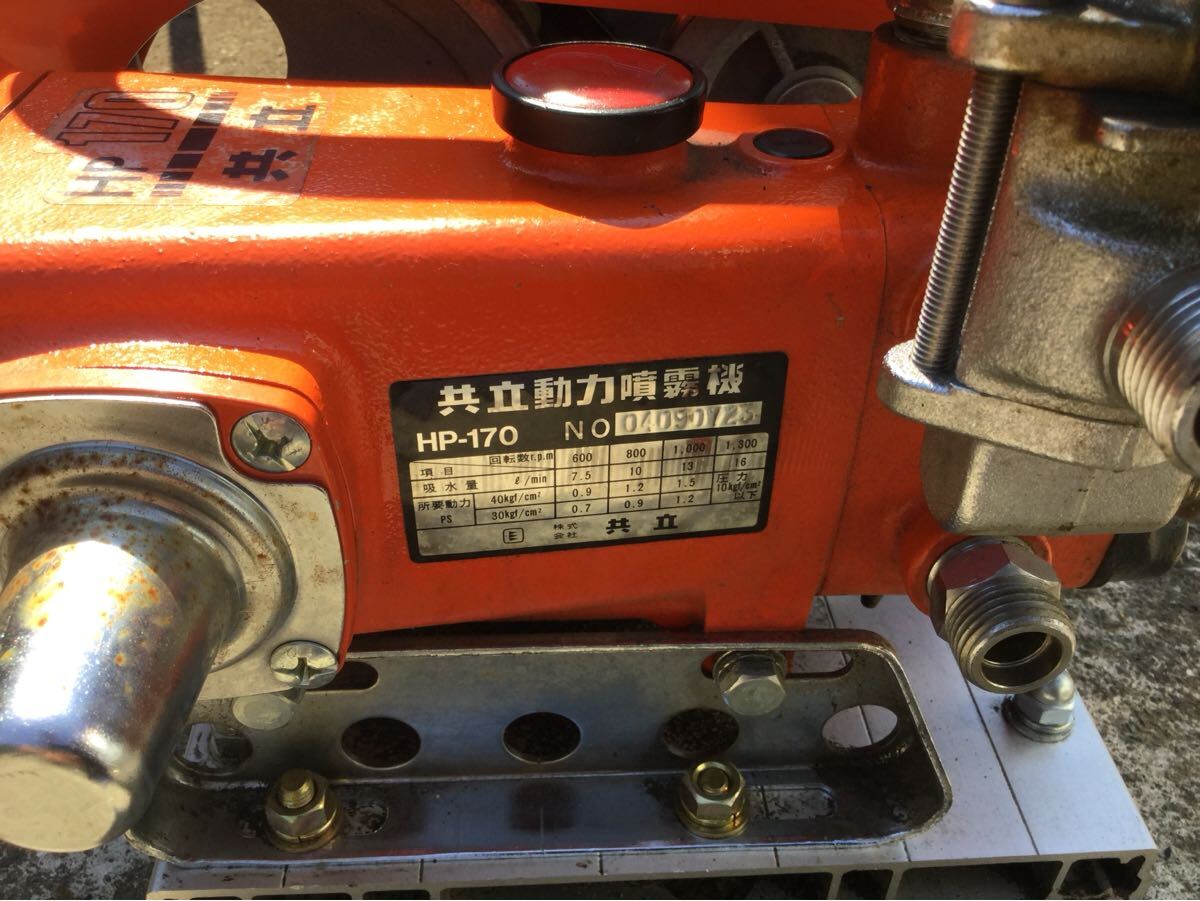 HP 170
共立
共立動力噴霧機
HP-170 NO 04090723
項目 回転数r.p.m 600 800 1,000 1,300
吸水量 ℓ/min 7.5 10 13 16
所要動力 PS 40kgf/cm² 0.9 1.2 1.5 圧力 10kgf/cm² 以下
30kgf/cm² 0.7 0.9 1.2
E 株式会社 共立